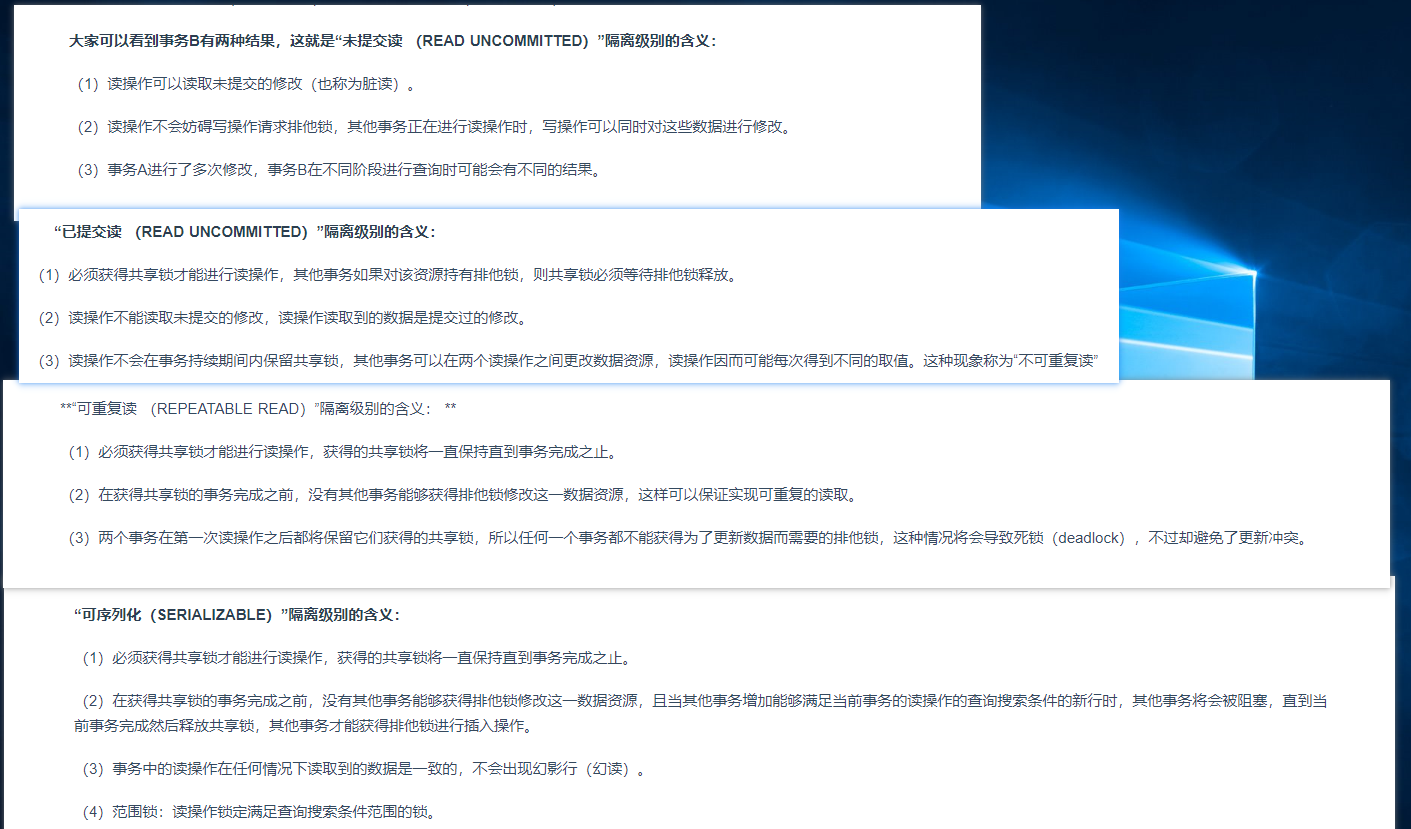 大家可以看到事务B有两种结果，这就是“未提交读 （READ UNCOMMITTED）”隔离级别的含义：
（1）读操作可以读取未提交的修改（也称为脏读）。
（2）读操作不会妨碍写操作请求排他锁，其他事务正在进行读操作时，写操作可以同时对这些数据进行修改。
（3）事务A进行了多次修改，事务B在不同阶段进行查询时可能会有不同的结果。
“已提交读 （READ UNCOMMITTED）”隔离级别的含义：
（1）必须获得共享锁才能进行读操作，其他事务如果对该资源持有排他锁，则共享锁必须等待排他锁释放。
（2）读操作不能读取未提交的修改，读操作读取到的数据是提交过的修改。
（3）读操作不会在事务持续期间内保留共享锁，其他事务可以在两个读操作之间更改数据资源，读操作因而可能每次得到不同的取值。这种现象称为“不可重复读”
**“可重复读 （REPEATABLE READ）”隔离级别的含义： **
（1）必须获得共享锁才能进行读操作，获得的共享锁将一直保持直到事务完成之止。
（2）在获得共享锁的事务完成之前，没有其他事务能够获得排他锁修改这一数据资源，这样可以保证实现可重复的读取。
（3）两个事务在第一次读操作之后都将保留它们获得的共享锁，所以任何一个事务都不能获得为了更新数据而需要的排他锁，这种情况将会导致死锁（deadlock），不过却避免了更新冲突。
“可序列化（SERIALIZABLE）”隔离级别的含义：
（1）必须获得共享锁才能进行读操作，获得的共享锁将一直保持直到事务完成之止。
（2）在获得共享锁的事务完成之前，没有其他事务能够获得排他锁修改这一数据资源，且当其他事务增加能够满足当前事务的读操作的查询搜索条件的新行时，其他事务将会被阻塞，直到当
前事务完成然后释放共享锁，其他事务才能获得排他锁进行插入操作。
（3）事务中的读操作在任何情况下读取到的数据是一致的，不会出现幻影行（幻读）。
（4）范围锁：读操作锁定满足查询搜索条件范围的锁。